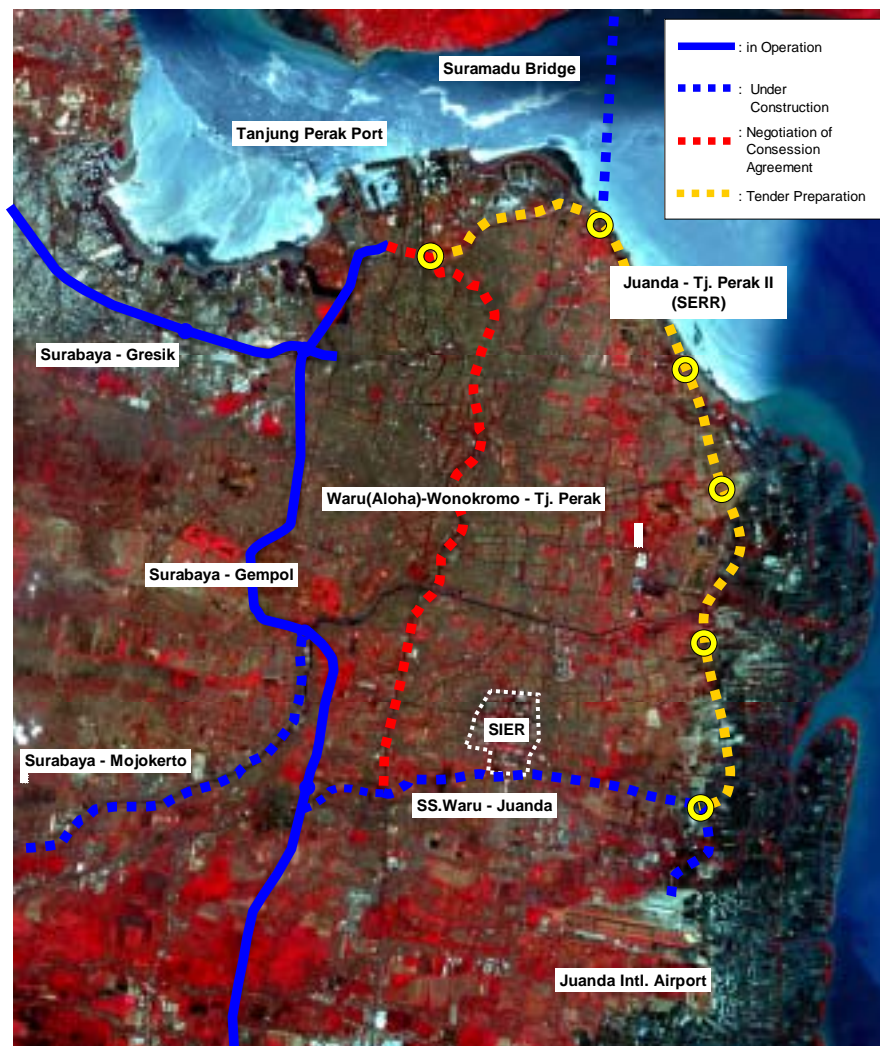 Suramadu Bridge
Tanjung Perak Port
: in Operation
: Under
Construction
: Negotiation of
Consession
Agreement
: Tender Preparation
Juanda - Tj. Perak II
(SERR)
Surabaya - Gresik
Waru(Aloha)-Wonokromo - Tj. Perak
Surabaya - Gempol
SIER
Surabaya - Mojokerto
SS.Waru - Juanda
Juanda Intl. Airport